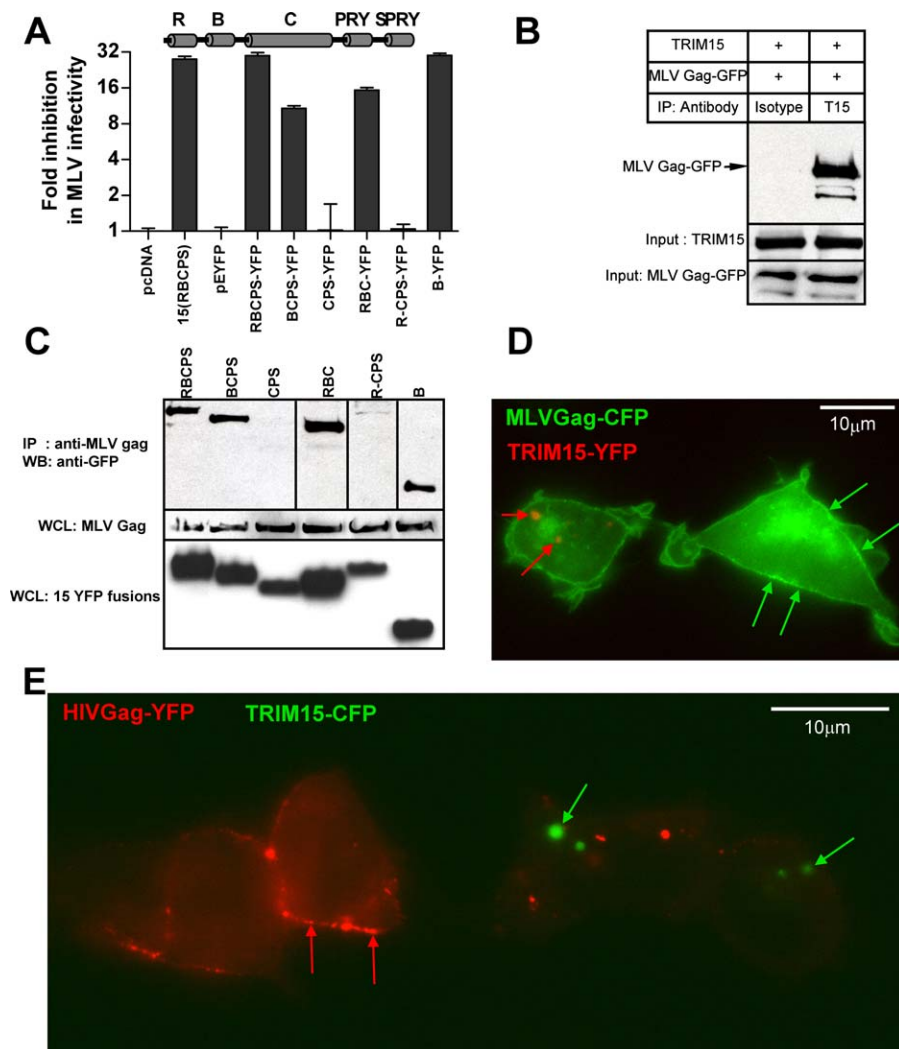 A
R B C PRY SPRY
Fold inhibition
in MLV infectivity
32
16
8
4
2
1
pcDNA
15(RBCPS)
pEYFP
RBCPS-YFP
BCPS-YFP
CPS-YFP
RBC-YFP
R-CPS-YFP
B-YFP
B
TRIM15 + +
MLV Gag-GFP + +
IP: Antibody Isotype T15
MLV Gag-GFP
Input : TRIM15
Input: MLV Gag-GFP
C
RBCPS
BCPS
CPS
RBC
R-CPS
B
IP : anti-MLV gag
WB: anti-GFP
WCL: MLV Gag
WCL: 15 YFP fusions
D
MLVGag-CFP
TRIM15-YFP
10µm
E
HIVGag-YFP TRIM15-CFP
10µm